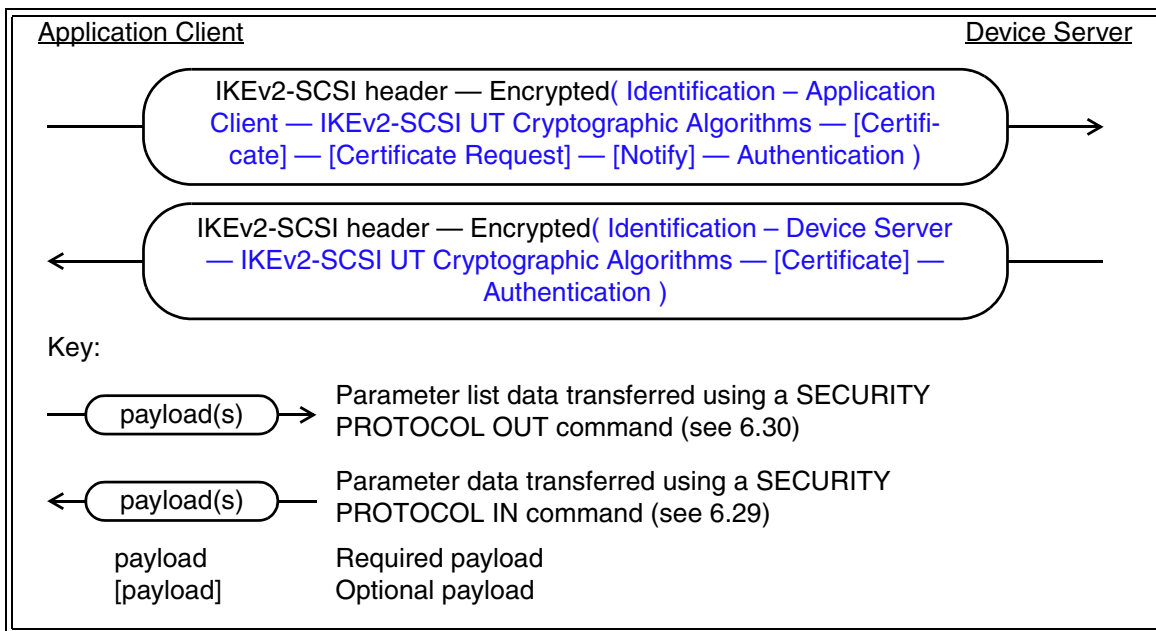 Application Client
Device Server
IKEv2-SCSI header — Encrypted( Identification – Application
Client — IKEv2-SCSI UT Cryptographic Algorithms — [Certifi-
cate] — [Certificate Request] — [Notify] — Authentication )
IKEv2-SCSI header — Encrypted( Identification – Device Server
— IKEv2-SCSI UT Cryptographic Algorithms — [Certificate] —
Authentication )
Key:
payload(s)
Parameter list data transferred using a SECURITY
PROTOCOL OUT command (see 6.30)
payload(s)
Parameter data transferred using a SECURITY
PROTOCOL IN command (see 6.29)
payload
Required payload
[payload]
Optional payload